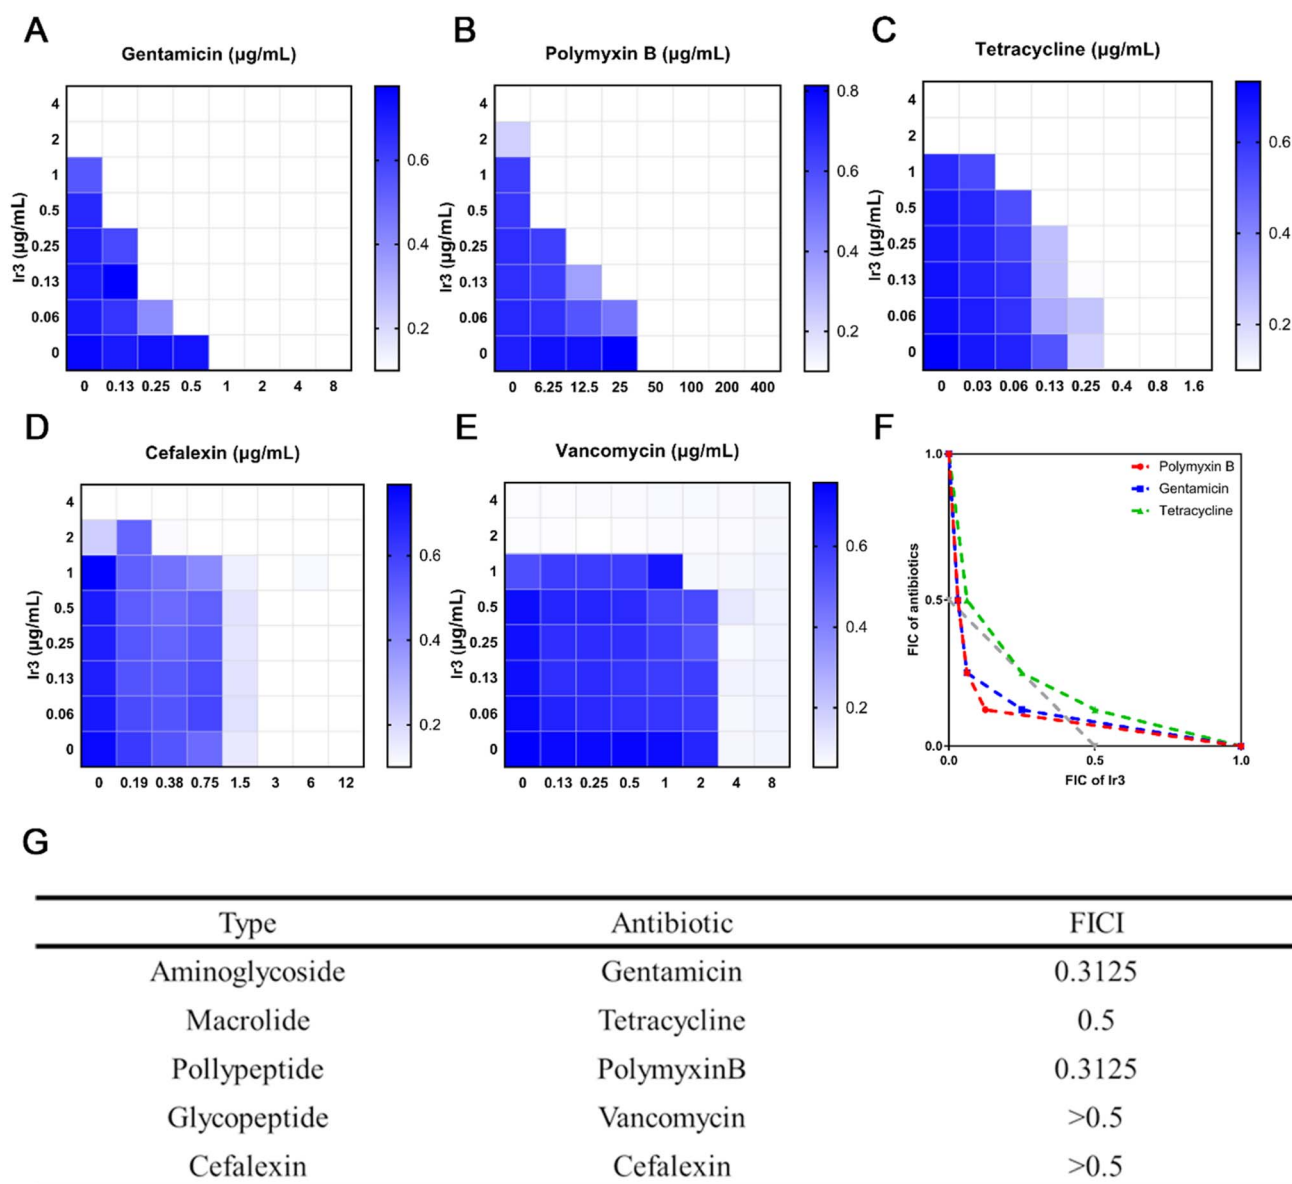 A
Gentamicin (µg/mL)
Ir3 (µg/mL)
4
2
1
0.5
0.25
0.13
0.06
0
0 0.13 0.25 0.5 1 2 4 8
0.6
0.4
0.2
B
Polymyxin B (µg/mL)
Ir3 (µg/mL)
4
2
1
0.5
0.25
0.13
0.06
0
0 6.25 12.5 25 50 100 200 400
0.8
0.6
0.4
0.2
C
Tetracycline (µg/mL)
Ir3 (µg/mL)
4
2
1
0.5
0.25
0.13
0.06
0
0 0.03 0.06 0.13 0.25 0.4 0.8 1.6
0.6
0.4
0.2
D
Cefalexin (µg/mL)
Ir3 (µg/mL)
4
2
1
0.5
0.25
0.13
0.06
0
0 0.19 0.38 0.75 1.5 3 6 12
0.6
0.4
0.2
E
Vancomycin (µg/mL)
Ir3 (µg/mL)
4
2
1
0.5
0.25
0.13
0.06
0
0 0.13 0.25 0.5 1 2 4 8
0.6
0.4
0.2
F
FIC of antibiotics
1.0
0.5
0.0
0.0 0.5 1.0
FIC of Ir3
Polymyxin B
Gentamicin
Tetracycline
G
Type Antibiotic FICI
Aminoglycoside Gentamicin 0.3125
Macrolide Tetracycline 0.5
Pollypeptide PolymyxinB 0.3125
Glycopeptide Vancomycin >0.5
Cefalexin Cefalexin >0.5